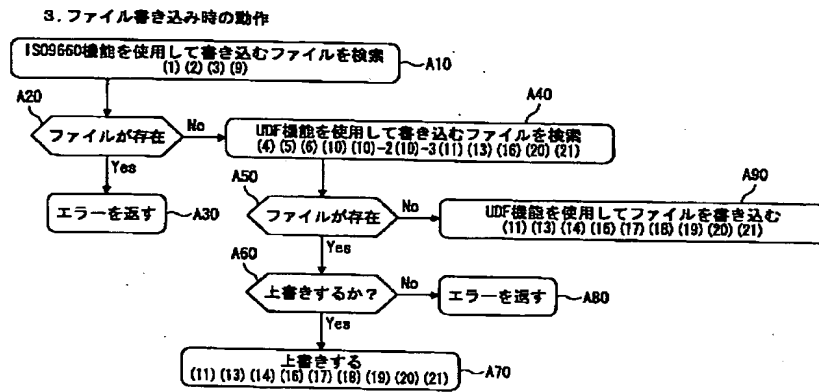 3.ファイル書き込み時の動作
ISO9660機能を使用して書き込むファイルを検索
(1)(2)(3)(9)
A10
A20
ファイルが存在
No
Yes
エラーを返す
A30
A40
UDF機能を使用して書き込むファイルを検索
(4)(5)(6)(10)(10)-2(10)-3(11)(13)(16)(20)(21)
A50
ファイルが存在
No
Yes
A90
UDF機能を使用してファイルを書き込む
(11)(13)(14)(16)(17)(18)(19)(20)(21)
A60
上書きするか?
No
Yes
エラーを返す
A80
上書きする
(11)(13)(14)(16)(17)(18)(19)(20)(21)
A70